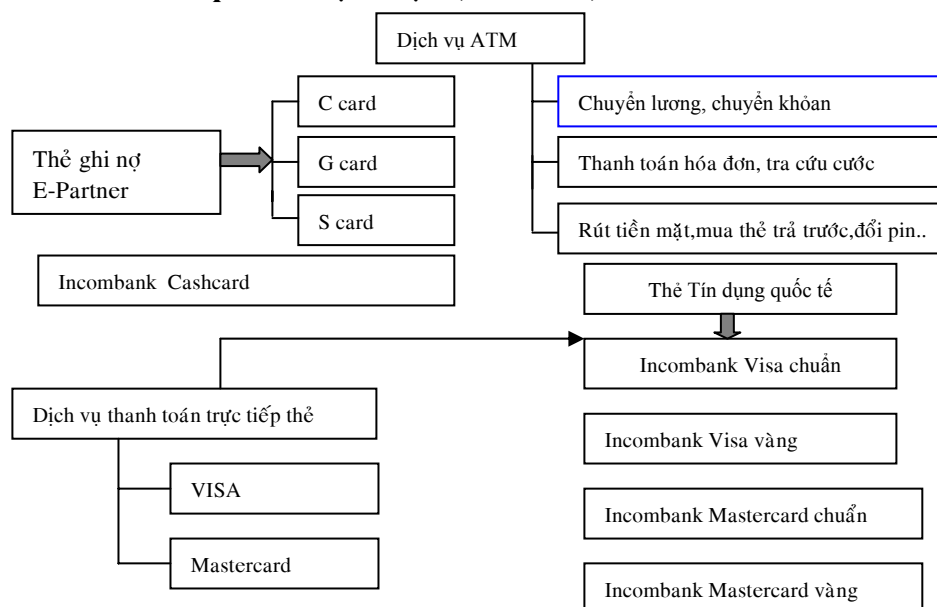 Dịch vụ ATM
C card
Chuyển lương, chuyển khỏan
Thẻ ghi nợ
E-Partner
G card
Thanh toán hóa đơn, tra cứu cước
S card
Rút tiền mặt,mua thẻ trả trước,đổi pin..
Incombank Cashcard
Thẻ Tín dụng quốc tế
Incombank Visa chuẩn
Dịch vụ thanh toán trực tiếp thẻ
Incombank Visa vàng
VISA
Incombank Mastercard chuẩn
Mastercard
Incombank Mastercard vàng